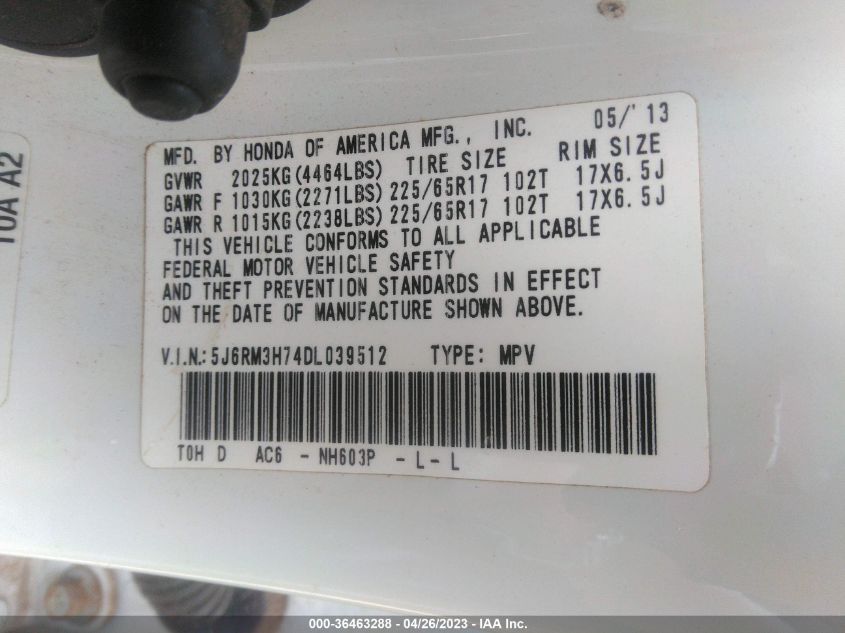 MFD. BY HONDA OF AMERICA MFG., INC. 05/'13
GVWR 2025KG(4464LBS) TIRE SIZE RIM SIZE
GAWR F 1030KG(2271LBS) 225/65R17 102T 17X6.5J
GAWR R 1015KG(2238LBS) 225/65R17 102T 17X6.5J
THIS VEHICLE CONFORMS TO ALL APPLICABLE
FEDERAL MOTOR VEHICLE SAFETY
AND THEFT PREVENTION STANDARDS IN EFFECT
ON THE DATE OF MANUFACTURE SHOWN ABOVE.
V.I.N.: 5J6RM3H74DL039512 TYPE: MPV
T0H D AC6 - NH603P - L - L
T0A A2
000-36463288 - 04/26/2023 - IAA Inc.